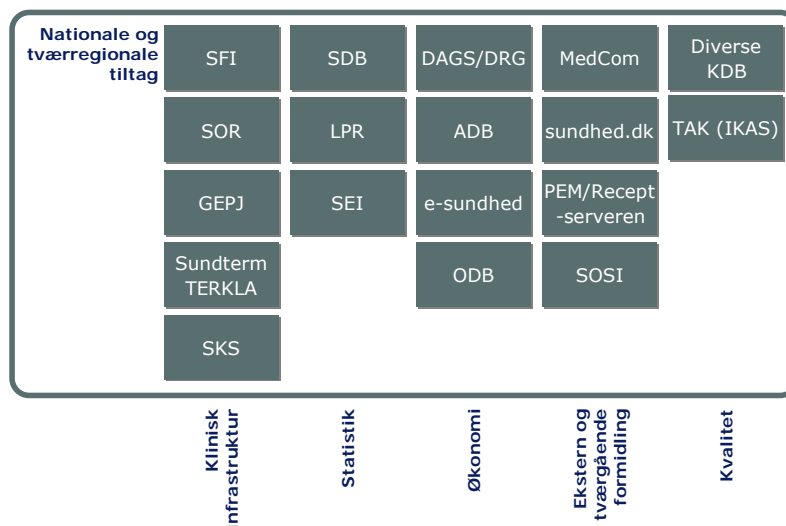 Nationale og
tværregionale
tiltag
SFI
SDB
DAGS/DRG
MedCom
Diverse
KDB
SOR
LPR
ADB
sundhed.dk
TAK (IKAS)
GEPJ
SEI
e-sundhed
PEM/Recept
-serveren
Sundterm
TERKLA
ODB
SOSI
SKS
Klinisk
infrastruktur
Statistik
Økonomi
Ekstern og
tværgående
formidling
Kvalitet